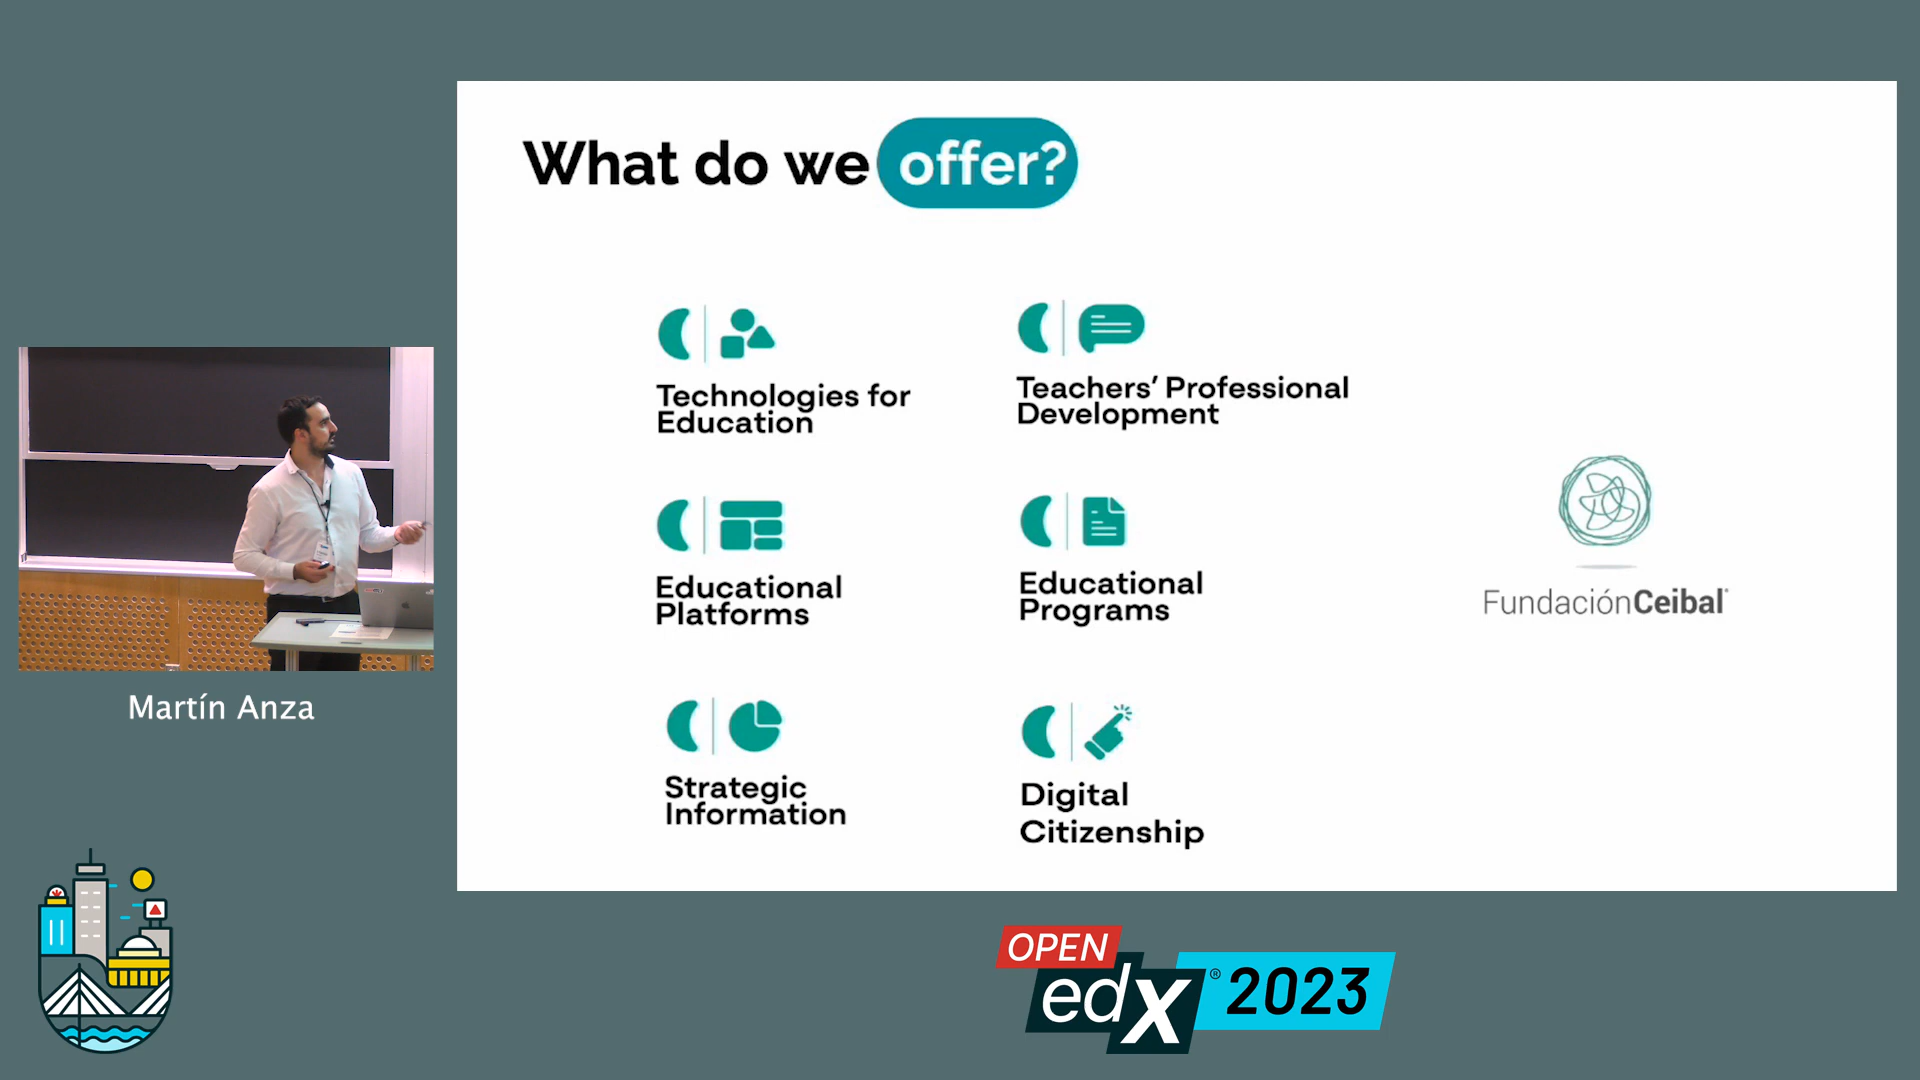 What do we offer?
Technologies for
Education
Teachers’ Professional
Development
Educational
Platforms
Educational
Programs
Strategic
Information
Digital
Citizenship
FundaciónCeibal
Martín Anza
OPEN
edX® 2023